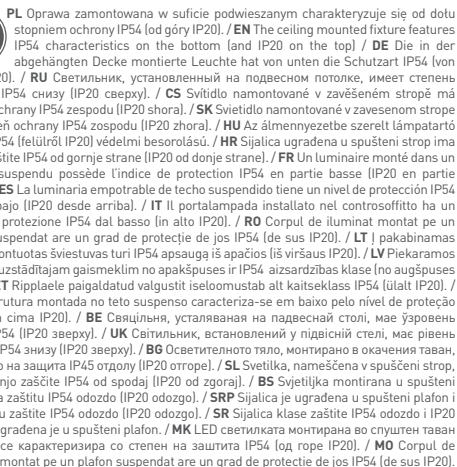 PL Oprawa zamontowana w suficie podwieszanym charakteryzuje się od dołu
stopniem ochrony IP54 (od góry IP20). / EN The ceiling mounted fixture features
IP54 characteristics on the bottom (and IP20 on the top) / DE Die in der
abgehängten Decke montierte Leuchte hat von unten die Schutzart IP54 (von
20). / RU Светильник, установленный на подвесном потолке, имеет степень
IP54 снизу (IP20 сверху). / CS Svítidlo namontované v zavěšeném stropě má
chrany IP54 zespodu (IP20 shora). / SK Svietidlo namontované v zavesenom strope
ň ochrany IP54 zospodu (IP20 zhora). / HU Az álmennyezetbe szerelt lámpatartó
P54 (felülről IP20) védelmi besorolású. / HR Sijalica ugrađena u spušteni strop ima
štite IP54 od gornje strane (IP20 od donje strane). / FR Un luminaire monté dans un
suspendu possède l'indice de protection IP54 en partie basse (IP20 en partie
ES La luminaria empotrable de techo suspendido tiene un nivel de protección IP54
bajo (IP20 desde arriba). / IT Il portalampada installato nel controsoffitto ha un
protezione IP54 dal basso (in alto IP20). / RO Corpul de iluminat montat pe un
uspendat are un grad de protecție de jos IP54 (de sus IP20). / LT Į pakabinamas
ontuotas šviestuvas turi IP54 apsaugą iš apačios (iš viršaus IP20). / LV Piekaramos
uzstādītajam gaismeklim no apakšpuses ir IP54 aizsardzības klase (no augšpuses
ET Ripplaele paigaldatud valgustit iseloomustab alt kaitseklass IP54 (ülalt IP20). /
rutura montada no teto suspenso caracteriza-se em baixo pelo nível de proteção
 cima IP20). / BE Свяцільня, усталяваная на падвеснай столі, мае ўзровень
P54 (IP20 зверху). / UK Світильник, встановлений у підвісній стелі, має рівень
IP54 знизу (IP20 зверху). / BG Осветителното тяло, монтирано в окачения таван,
о на защита IP45 отдолу (IP20 отгоре). / SL Svetilka, nameščena v spuščeni strop,
njo zaščite IP54 od spodaj (IP20 od zgoraj). / BS Svjetiljka montirana u spušteni
a zaštitu IP54 odozdo (IP20 odozgo). / SRP Sijalica je ugrađena u spušteni plafon i
u zaštite IP54 odozdo (IP20 odozgo). / SR Sijalica klase zaštite IP54 odozdo i IP20
ugrađena je u spušteni plafon. / MK LED светилката монтирана во спуштен таван
се карактеризира со степен на заштита IP54 (од горе IP20). / MO Corpul de
montat pe un plafon suspendat are un grad de protecție de jos IP54 (de sus IP20).